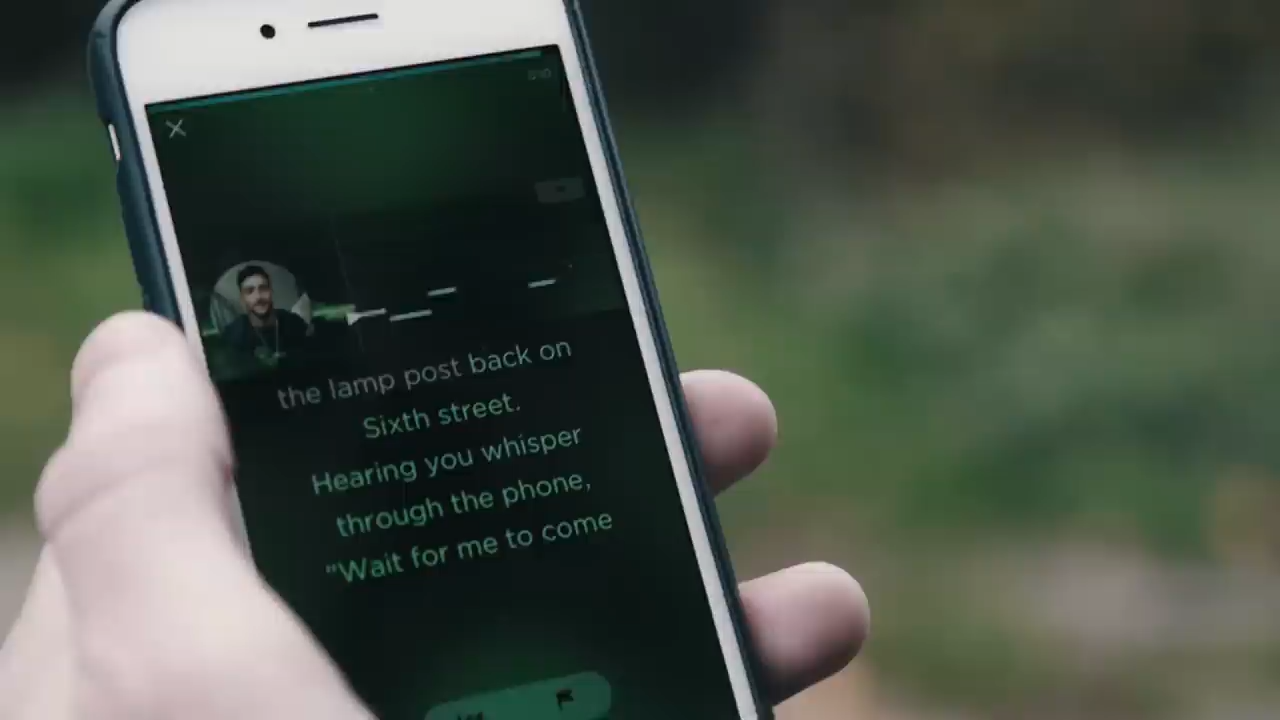 the lamp post back on
Sixth street.
Hearing you whisper
through the phone,
"Wait for me to come